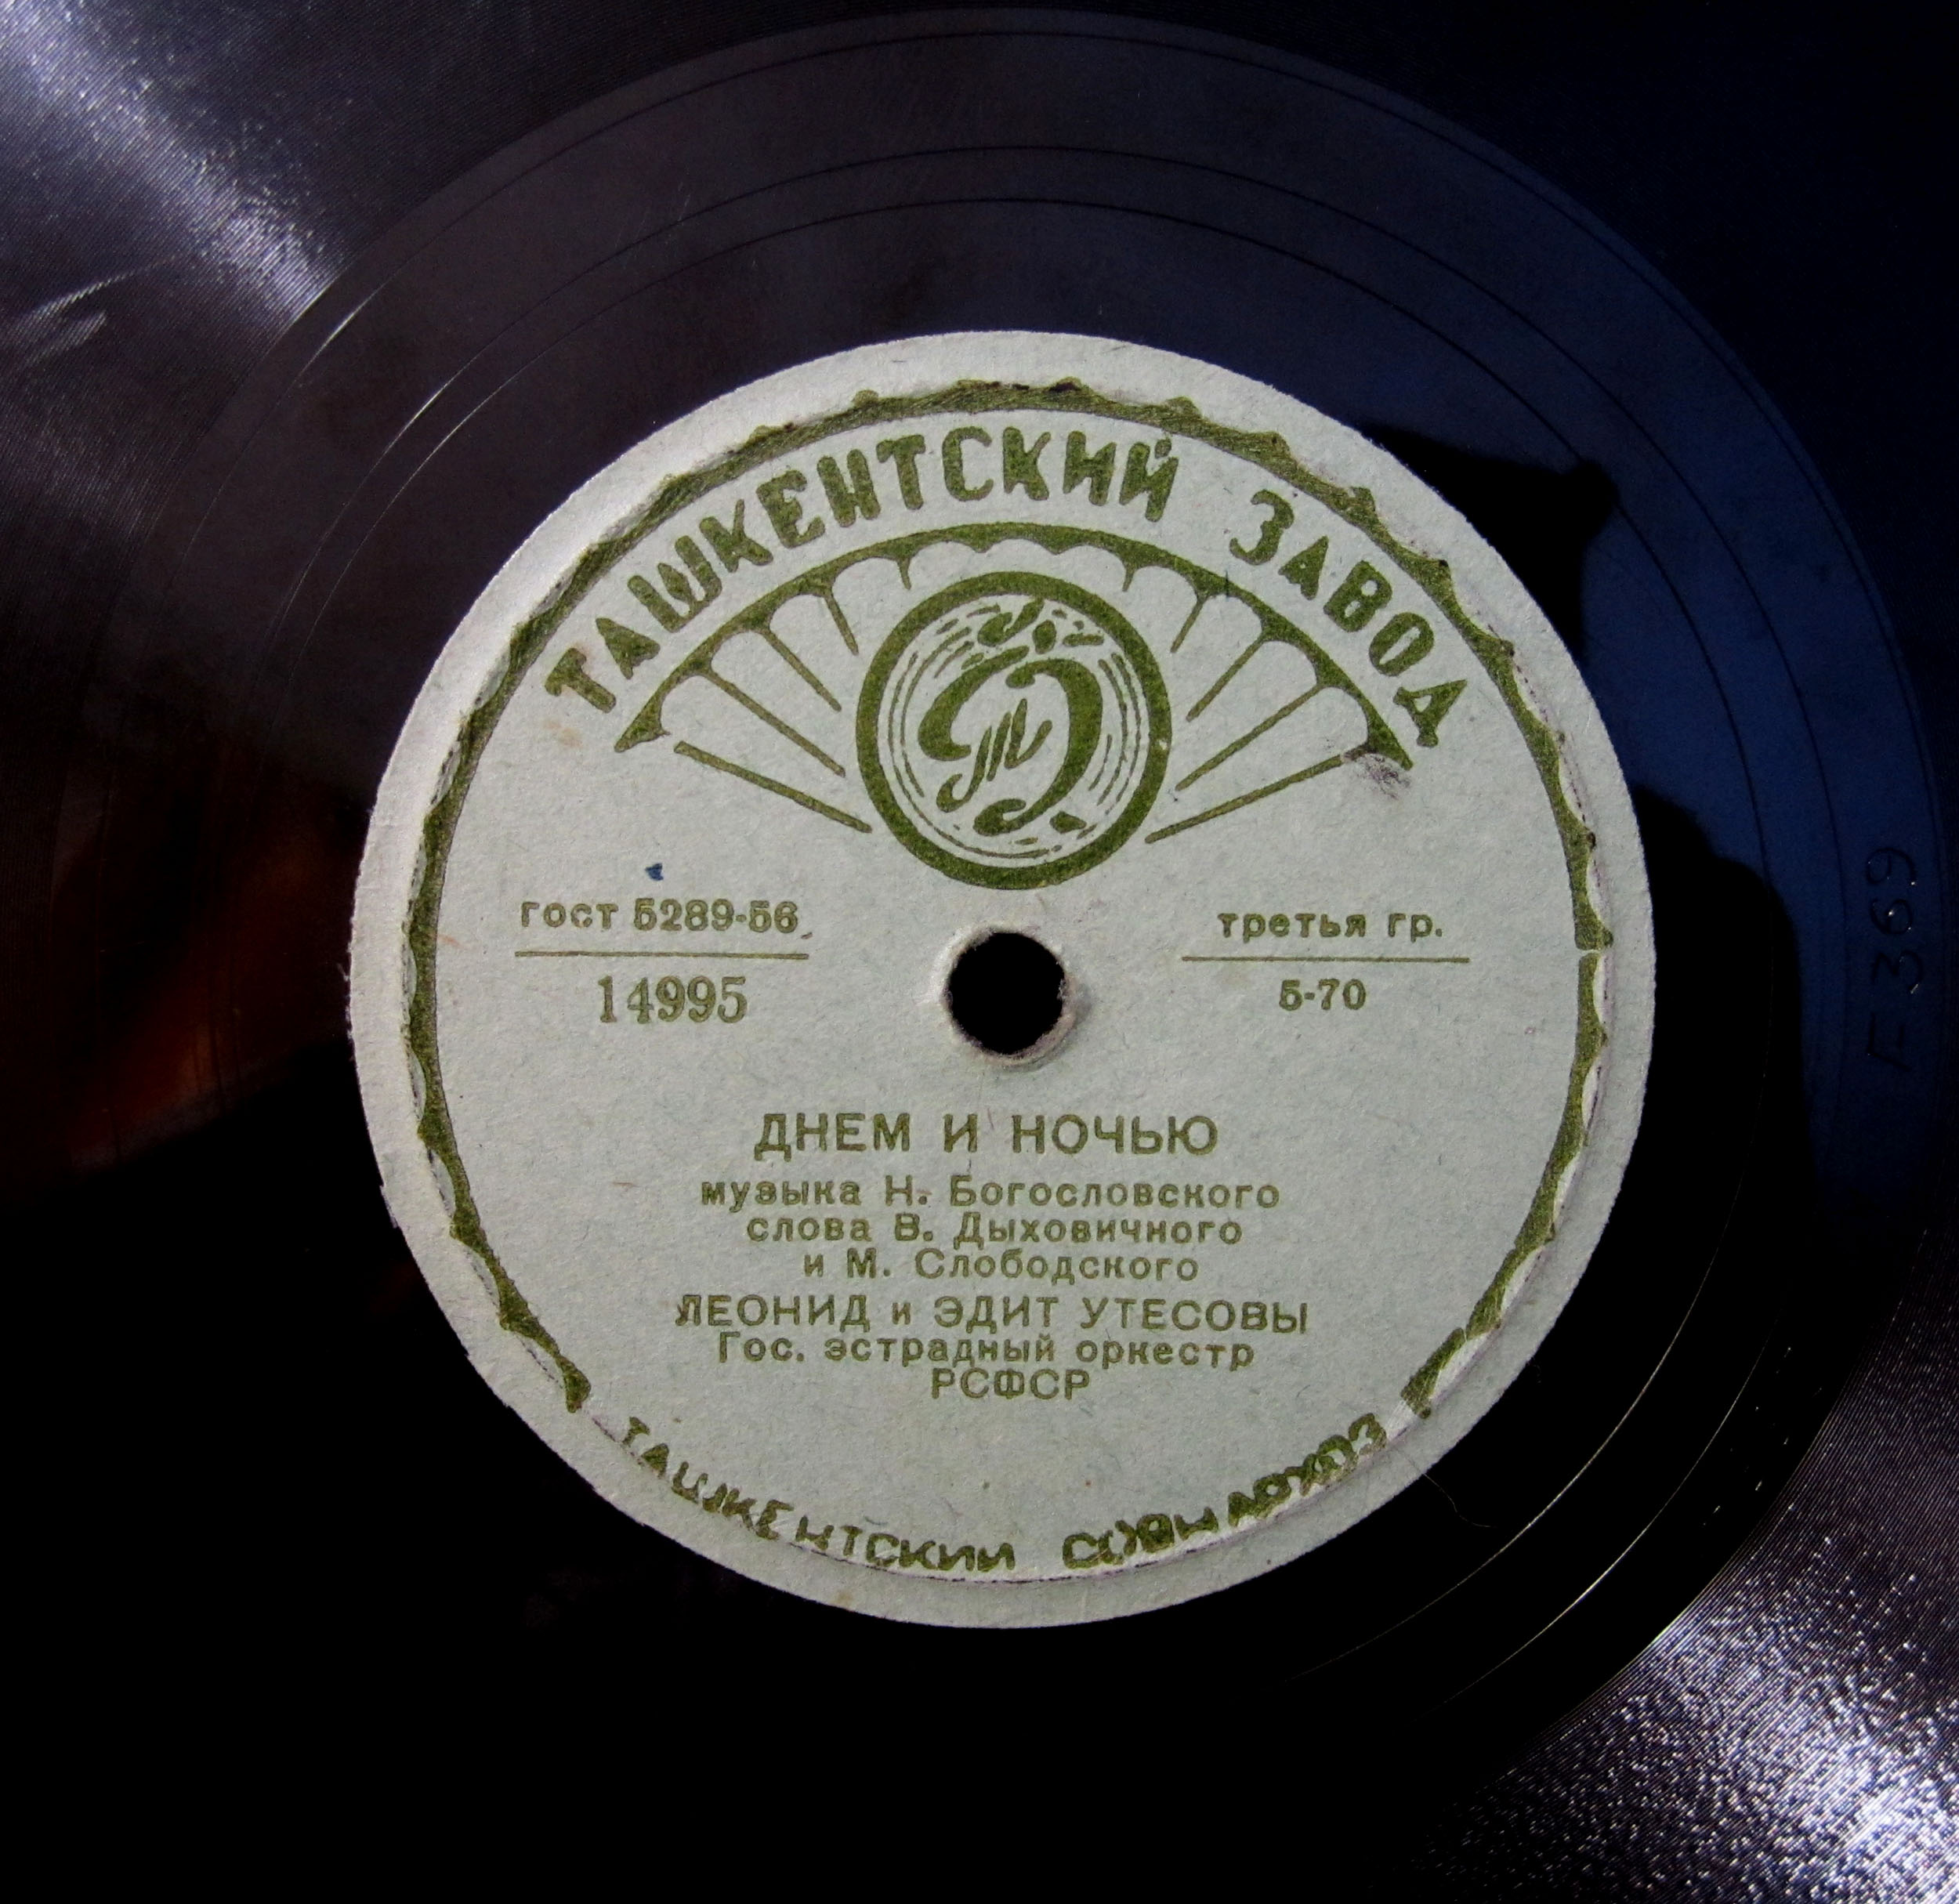 ТАШКЕНТСКИЙ ЗАВОД
гост 5289-56
14995
третья гр.
5-70
ДНЕМ И НОЧЬЮ
музыка Н. Богословского
слова В. Дыховичного
и М. Слободского
ЛЕОНИД и ЭДИТ УТЕСОВЫ
Гос. эстрадный оркестр
РСФСР
ТАШКЕНТСКИЙ СОВНАРХОЗ